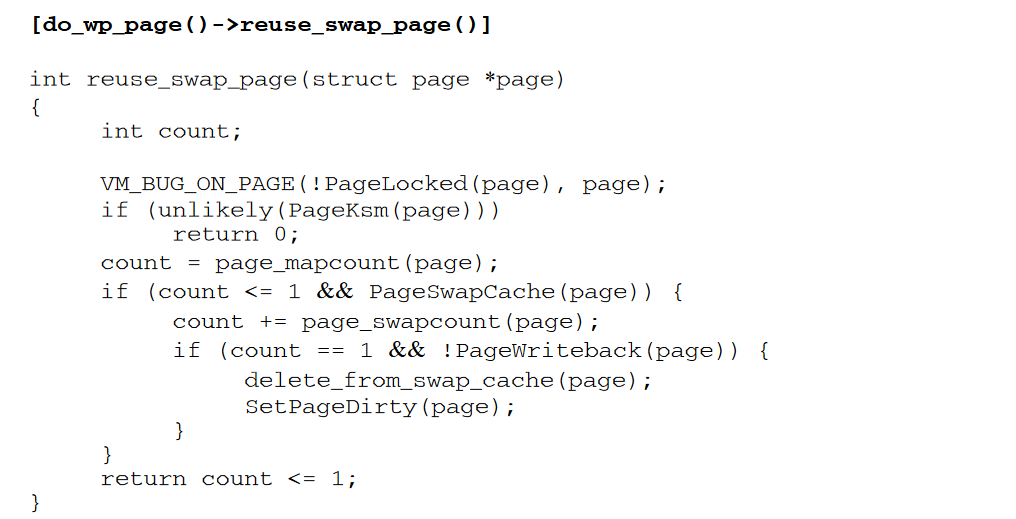 [do_wp_page()->reuse_swap_page()]
int reuse_swap_page(struct page *page)
{
int count;
VM_BUG_ON_PAGE(!PageLocked(page), page);
if (unlikely(PageKsm(page)))
return 0;
count = page_mapcount(page);
if (count <= 1 && PageSwapCache(page)) {
count += page_swapcount(page);
if (count == 1 && !PageWriteback(page)) {
delete_from_swap_cache(page);
SetPageDirty(page);
}
}
return count <= 1;
}